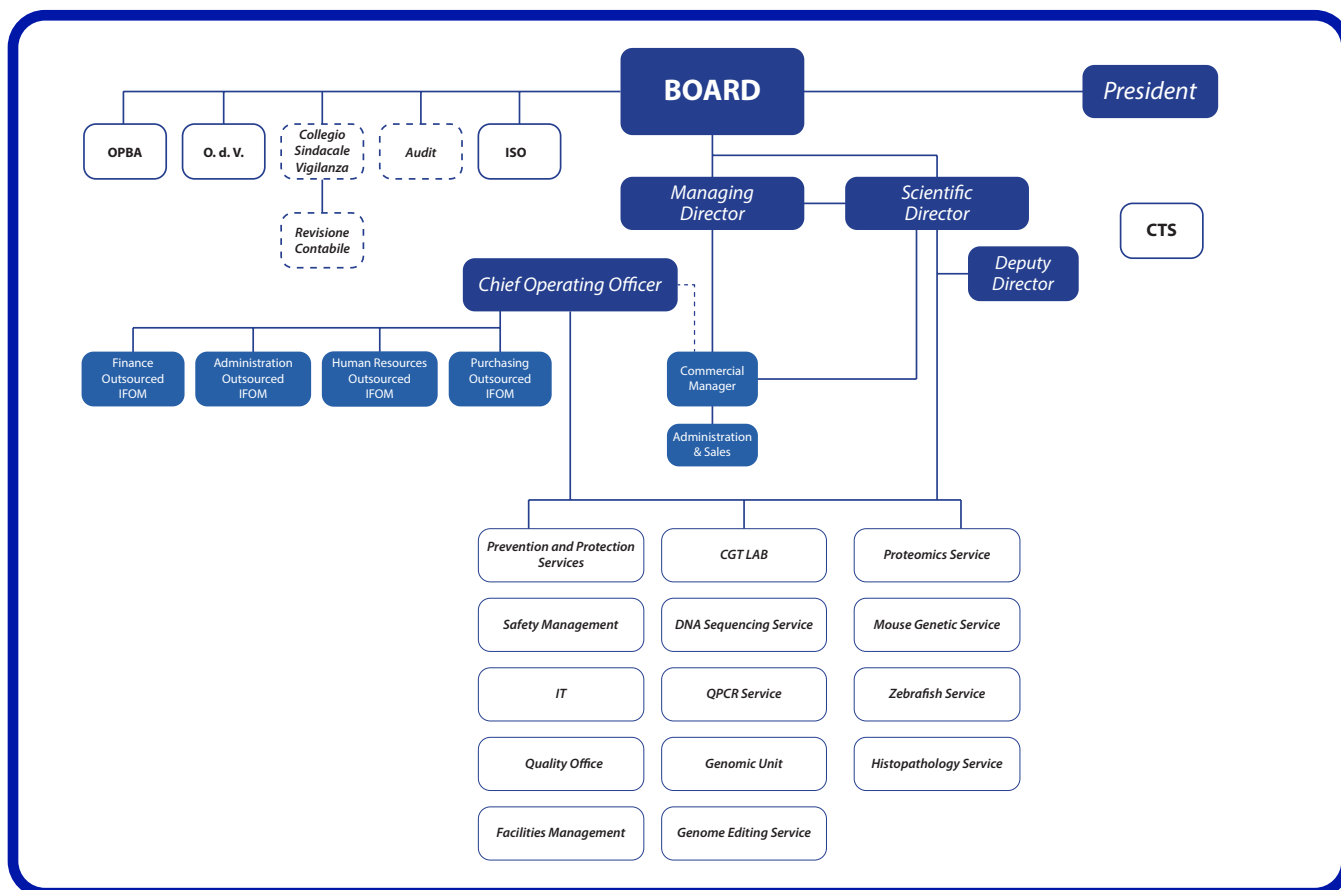 BOARD
President
OPBA
O. d. V.
Collegio
Sindacale
Vigilanza
Audit
ISO
Managing
Director
Scientific
Director
CTS
Revisione
Contabile
Deputy
Director
Chief Operating Officer
Finance
Outsourced
IFOM
Administration
Outsourced
IFOM
Human Resources
Outsourced
IFOM
Purchasing
Outsourced
IFOM
Commercial
Manager
Administration
& Sales
Prevention and Protection
Services
CGT LAB
Proteomics Service
Safety Management
DNA Sequencing Service
Mouse Genetic Service
IT
QPCR Service
Zebrafish Service
Quality Office
Genomic Unit
Histopathology Service
Facilities Management
Genome Editing Service